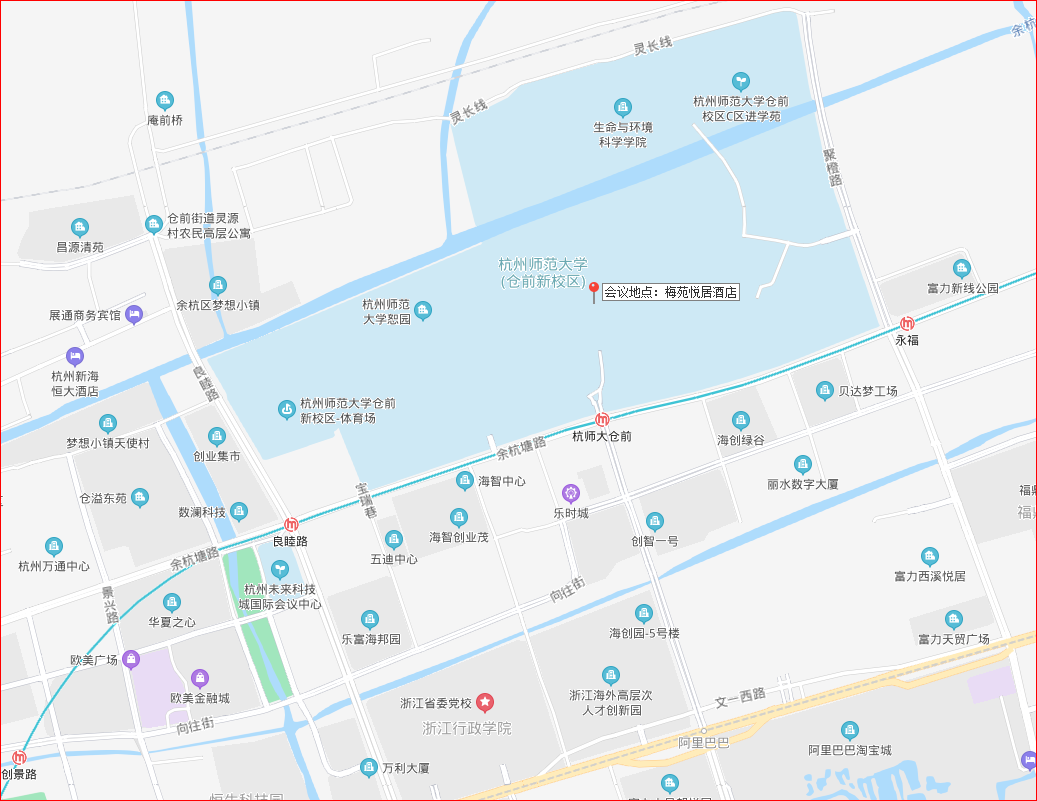 余杭
灵长线
杭州师范大学仓前
校区C区进学苑
庵前桥
灵长线
生命与环境
科学学院
聚橙路
仓前街道灵源
村农民高层公寓
昌源清苑
杭州师范大学
(仓前新校区)
会议地点：梅苑悦居酒店
富力新线公园
余杭区梦想小镇
杭州师范
大学恕园
展通商务宾馆
永福
杭州新海
恒大酒店
良睦路
贝达梦工场
杭州师范大学仓前
新校区-体育场
杭师大仓前
海创绿谷
梦想小镇天使村
创业集市
余杭塘路
丽水数字大厦
海智中心
宝瑞巷
仓溢东苑
数澜科技
乐时城
福鼎
福鼎
良睦路
海智创业茂
创智一号
余杭塘路
杭州万通中心
五迪中心
富力西溪悦居
杭州未来科技
城国际会议中心
景兴路
向往街
华夏之心
乐富海邦园
海创园-5号楼
富力天贸广场
欧美广场
欧美金融城
浙江海外高层次
人才创新园
文一西路
浙江省委党校
浙江行政学院
向往街
阿里巴巴
阿里巴巴淘宝城
创景路
万利大厦
恒生科技园